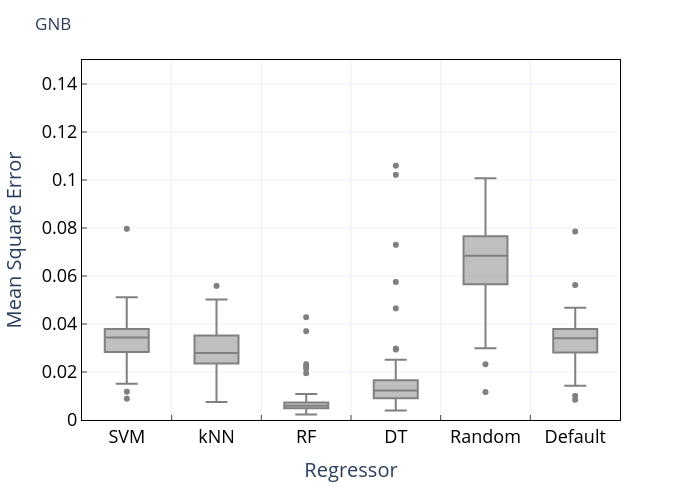 GNB
Mean Square Error
0.14
0.12
0.1
0.08
0.06
0.04
0.02
0
SVM kNN RF DT Random Default
Regressor